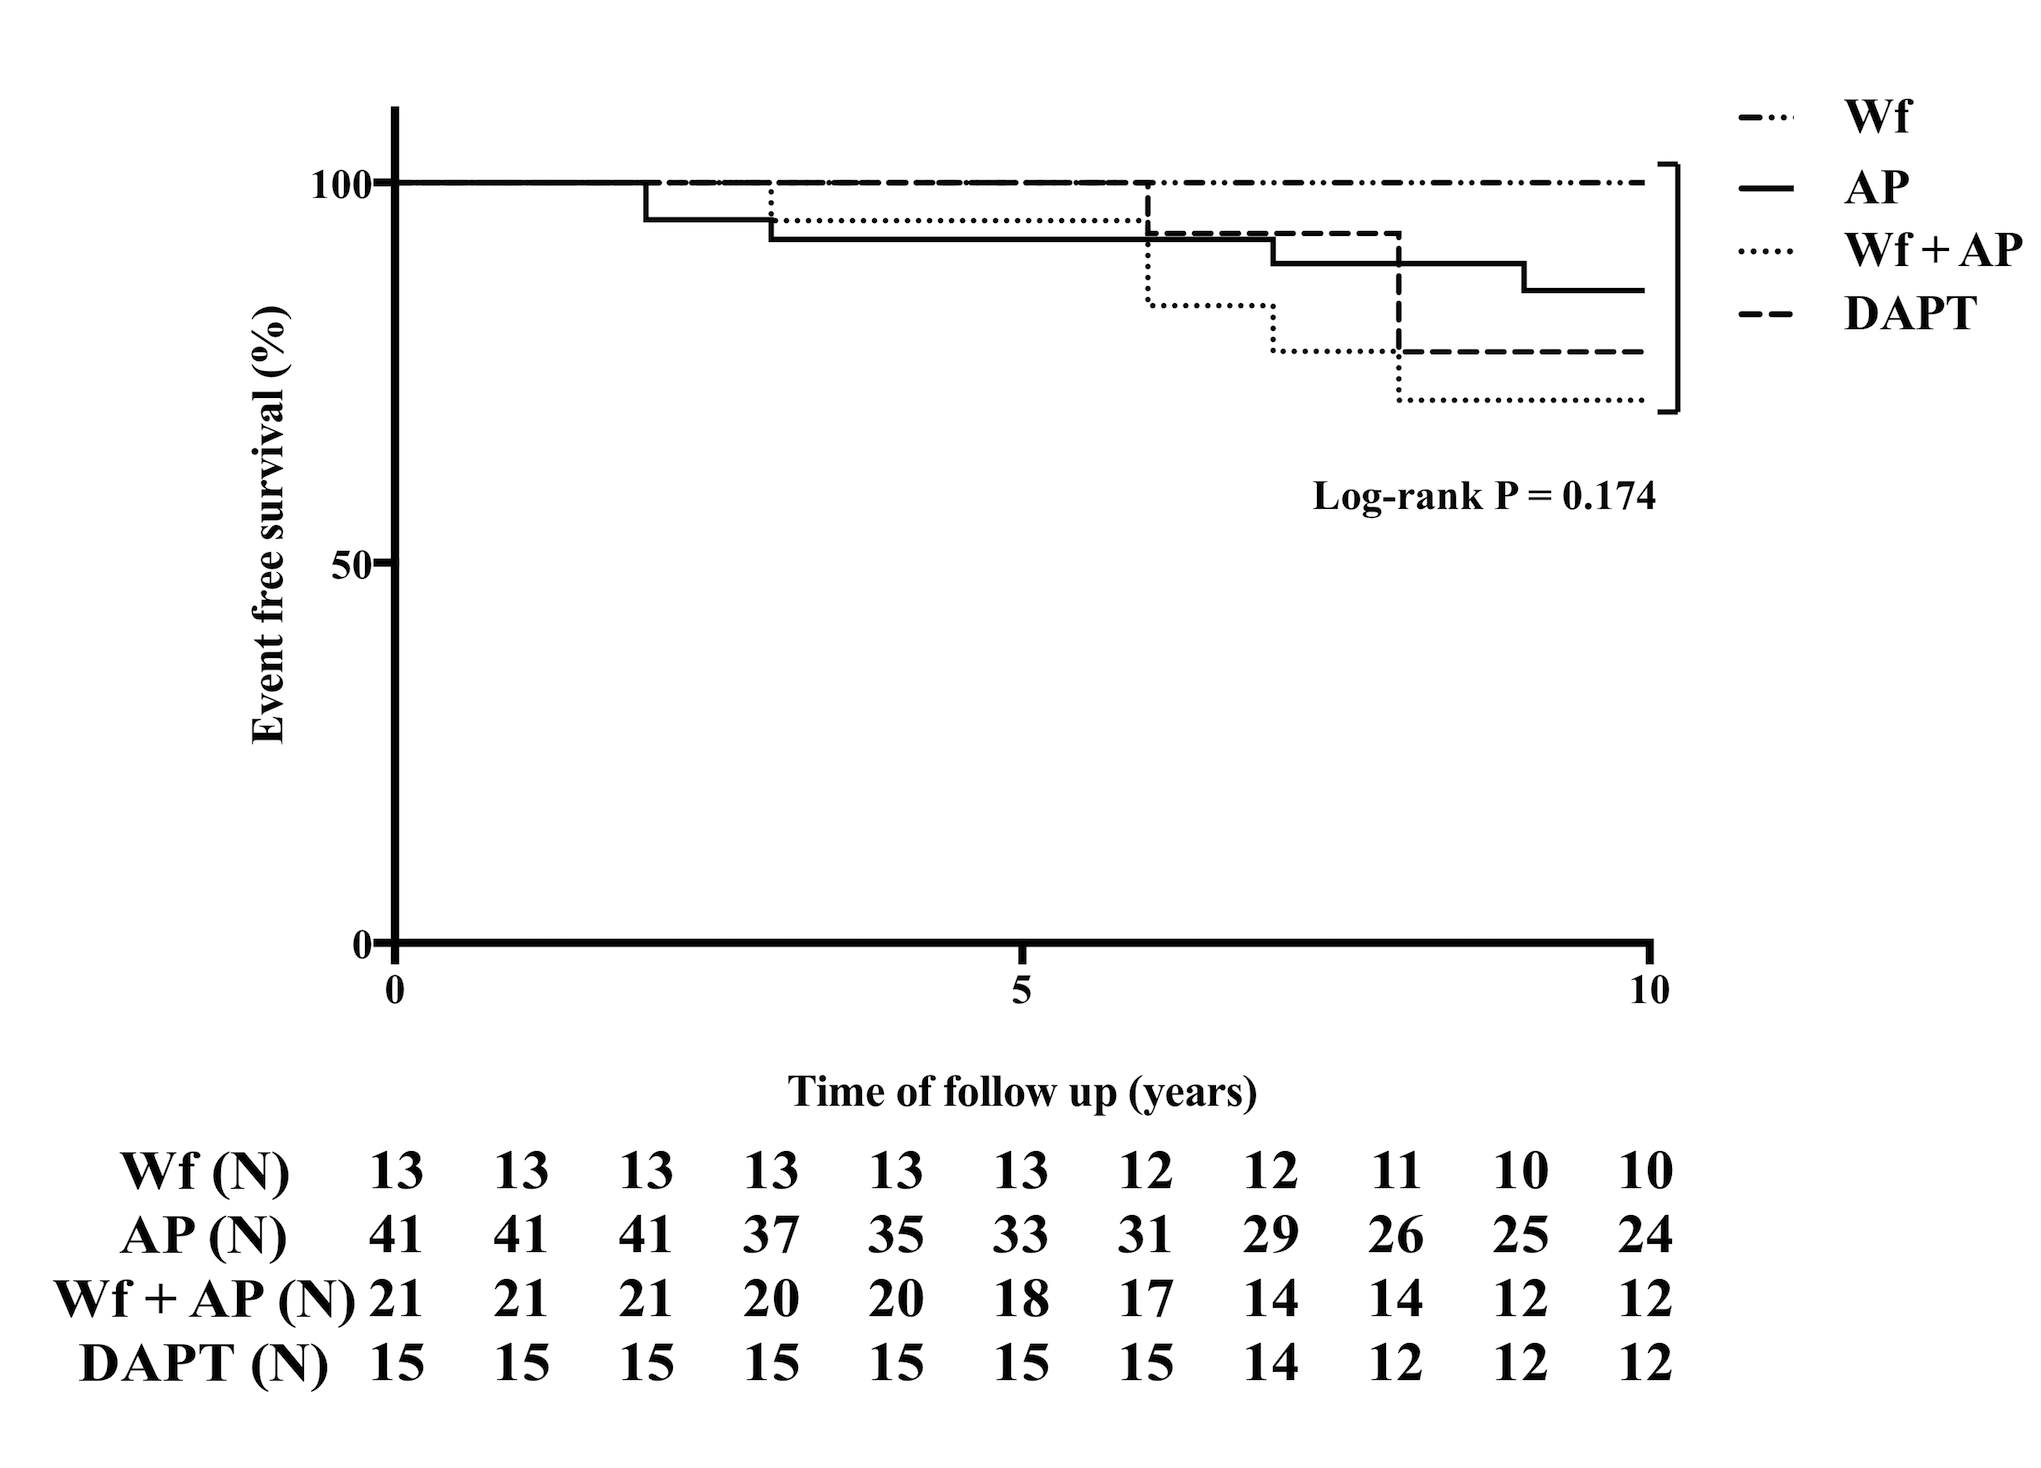 Wf
AP
Wf + AP
DAPT
100
50
0
Event free survival (%)
Log-rank P = 0.174
0 5 10
Time of follow up (years)
Wf (N) 13 13 13 13 13 13 12 12 11 10 10
AP (N) 41 41 41 37 35 33 31 29 26 25 24
Wf + AP (N) 21 21 21 20 20 18 17 14 14 12 12
DAPT (N) 15 15 15 15 15 15 15 14 12 12 12